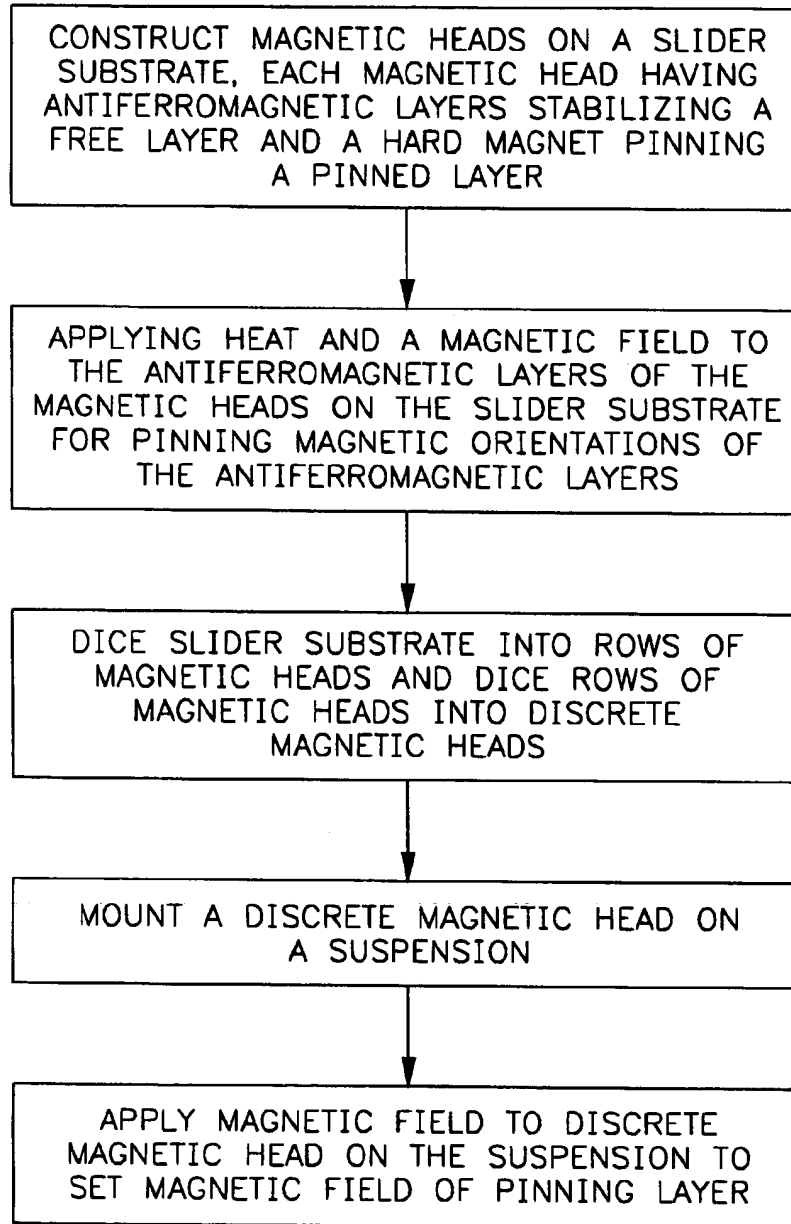 CONSTRUCT MAGNETIC HEADS ON A SLIDER
SUBSTRATE, EACH MAGNETIC HEAD HAVING
ANTIFERROMAGNETIC LAYERS STABILIZING A
FREE LAYER AND A HARD MAGNET PINNING
A PINNED LAYER
APPLYING HEAT AND A MAGNETIC FIELD TO
THE ANTIFERROMAGNETIC LAYERS OF THE
MAGNETIC HEADS ON THE SLIDER SUBSTRATE
FOR PINNING MAGNETIC ORIENTATIONS OF
THE ANTIFERROMAGNETIC LAYERS
DICE SLIDER SUBSTRATE INTO ROWS OF
MAGNETIC HEADS AND DICE ROWS OF
MAGNETIC HEADS INTO DISCRETE
MAGNETIC HEADS
MOUNT A DISCRETE MAGNETIC HEAD ON
A SUSPENSION
APPLY MAGNETIC FIELD TO DISCRETE
MAGNETIC HEAD ON THE SUSPENSION TO
SET MAGNETIC FIELD OF PINNING LAYER